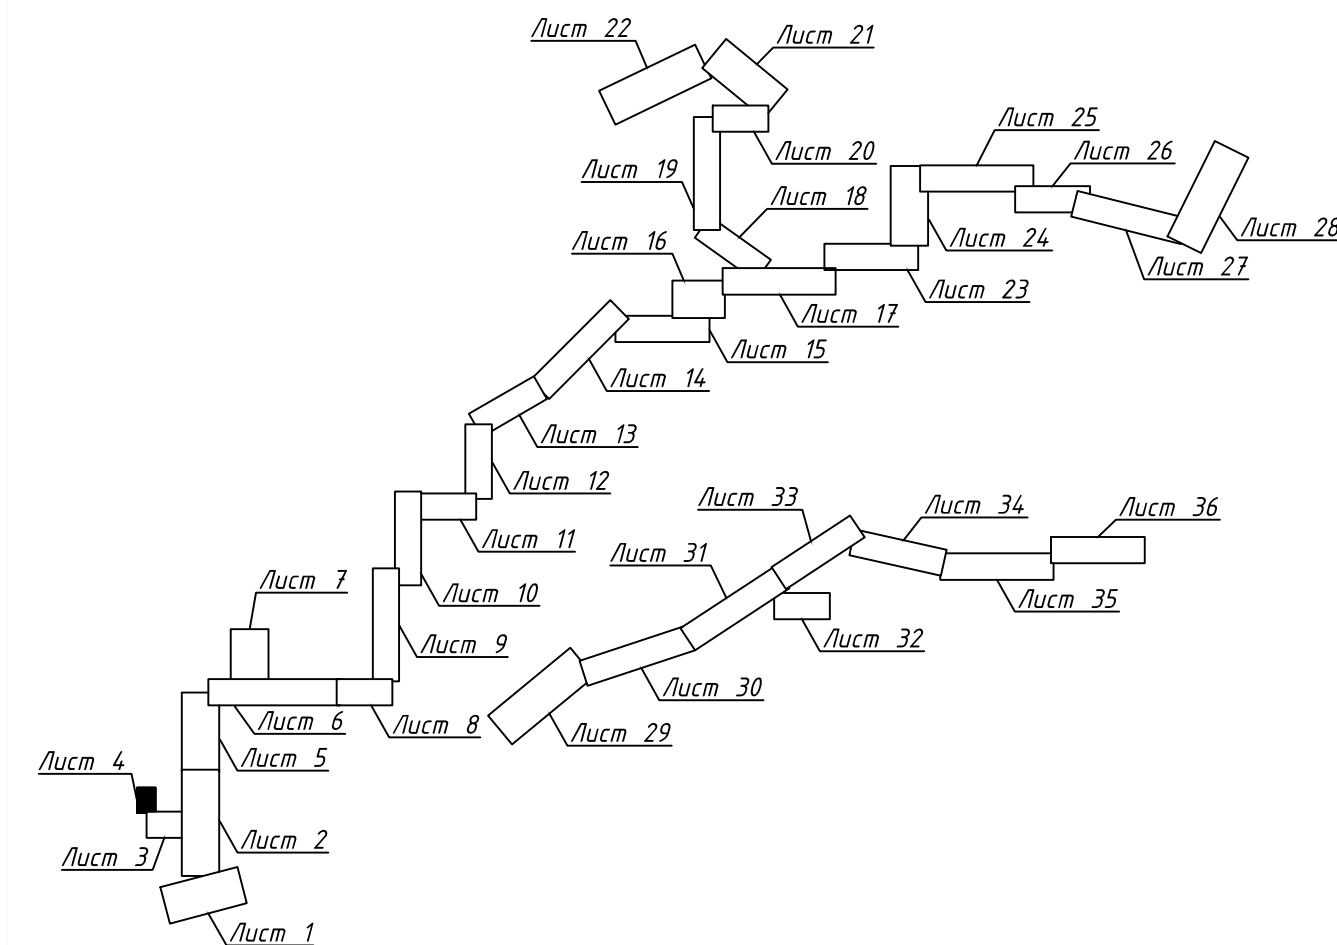 Лист 22
Лист 21
Лист 25
Лист 20
Лист 26
Лист 19
Лист 18
Лист 28
Лист 16
Лист 24
Лист 27
Лист 23
Лист 17
Лист 15
Лист 14
Лист 13
Лист 12
Лист 33
Лист 34
Лист 36
Лист 11
Лист 31
Лист 7
Лист 10
Лист 35
Лист 9
Лист 32
Лист 30
Лист 6
Лист 8
Лист 29
Лист 4
Лист 5
Лист 2
Лист 3
Лист 1